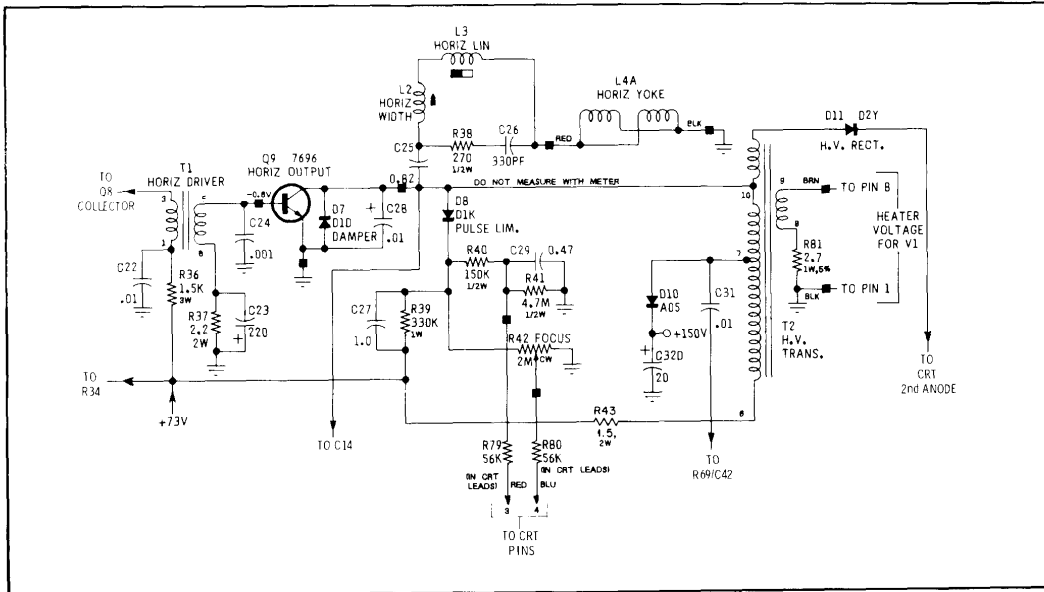 L3
HORIZ LIN
L2
HORIZ
WIDTH
L4A
HORIZ YOKE
RED
BLK
R38
270
1/2W
C26
330PF
C25
0.82
D11 D2Y
H.V. RECT.
DO NOT MEASURE WITH METER
TO
Q8
COLLECTOR
T1
HORIZ DRIVER
3
1
8
Q9 7696
HORIZ OUTPUT
-0.6V
C24
.001
D7
D1D
DAMPER
+
C28
.01
D8
D1K
PULSE LIM.
10
9
BRN
TO PIN 8
8
HEATER
VOLTAGE
FOR V1
R81
2.7
1W,5%
BLK
TO PIN 1
C22
.01
R36
1.5K
3W
R37
2.2
2W
C23
220
+
C27
1.0
R39
330K
1W
R40
150K
1/2W
C29
0.47
R41
4.7M
1/2W
R42 FOCUS
2M
CW
7
D10
A05
+150V
+
C32D
20
C31
.01
T2
H.V.
TRANS.
6
TO
R34
+73V
TO C14
R43
1.5,
2W
TO
R69/C42
TO
CRT
2nd ANODE
R79
56K
(IN CRT
LEADS)
RED
R80
56K
(IN CRT LEADS)
BLU
3 4
TO CRT
PINS